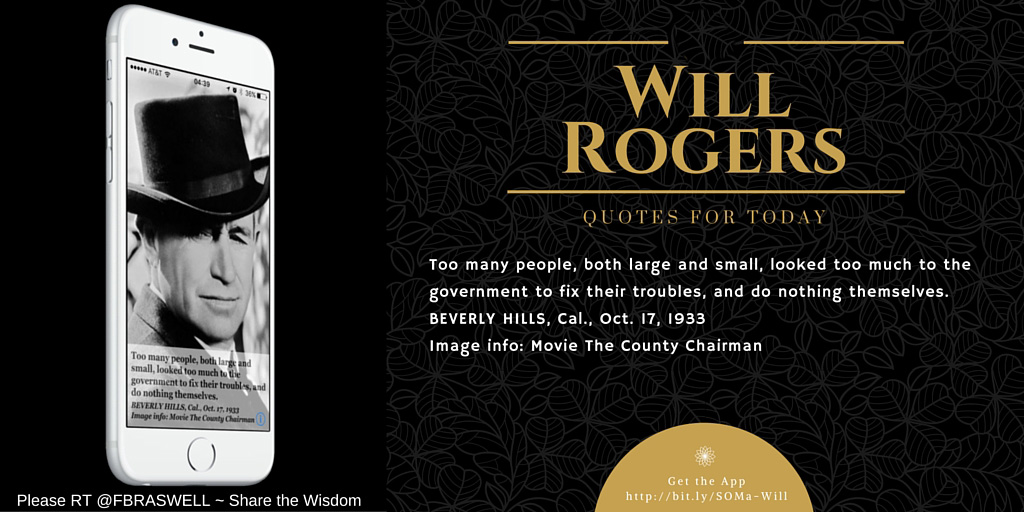 AT&T 04:39 36%
Too many people, both large and
small, looked too much to the
government to fix their troubles, and
do nothing themselves.
BEVERLY HILLS, Cal., Oct. 17, 1933
Image info: Movie The County Chairman
Please RT @FBRASWELL ~ Share the Wisdom
WILL
ROGERS
QUOTES FOR TODAY
Too many people, both large and small, looked too much to the
government to fix their troubles, and do nothing themselves.
BEVERLY HILLS, Cal., Oct. 17, 1933
Image info: Movie The County Chairman
Get the App
http://bit.ly/SOMa-Will